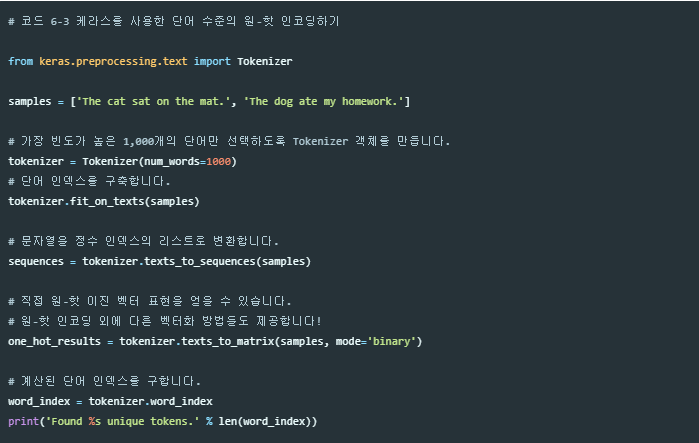 # 코드 6-3 케라스를 사용한 단어 수준의 원-핫 인코딩하기
from keras.preprocessing.text import Tokenizer
samples = ['The cat sat on the mat.', 'The dog ate my homework.']
# 가장 빈도가 높은 1,000개의 단어만 선택하도록 Tokenizer 객체를 만듭니다.
tokenizer = Tokenizer(num_words=1000)
# 단어 인덱스를 구축합니다.
tokenizer.fit_on_texts(samples)
# 문자열을 정수 인덱스의 리스트로 변환합니다.
sequences = tokenizer.texts_to_sequences(samples)
# 직접 원-핫 이진 벡터 표현을 얻을 수 있습니다.
# 원-핫 인코딩 외에 다른 벡터화 방법들도 제공합니다!
one_hot_results = tokenizer.texts_to_matrix(samples, mode='binary')
# 계산된 단어 인덱스를 구합니다.
word_index = tokenizer.word_index
print('Found %s unique tokens.' % len(word_index))